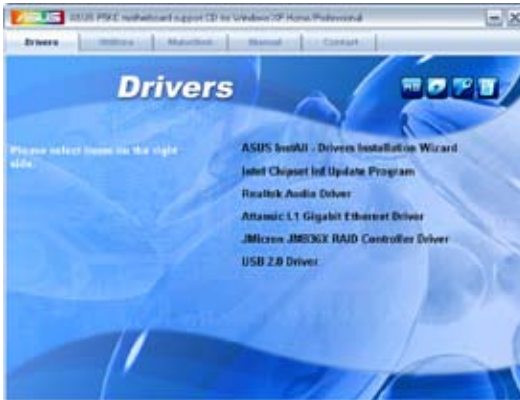 ASUS P5KC motherboard support CD for Windows XP Home/Professional
Drivers Utilities Makedisk Manual Contact
Drivers
Please select items on the right side.
ASUS InstAll - Drivers Installation Wizard
Intel Chipset Inf Update Program
Realtek Audio Driver
Attansic L1 Gigabit Ethernet Driver
JMicron JMB36X RAID Controller Driver
USB 2.0 Driver